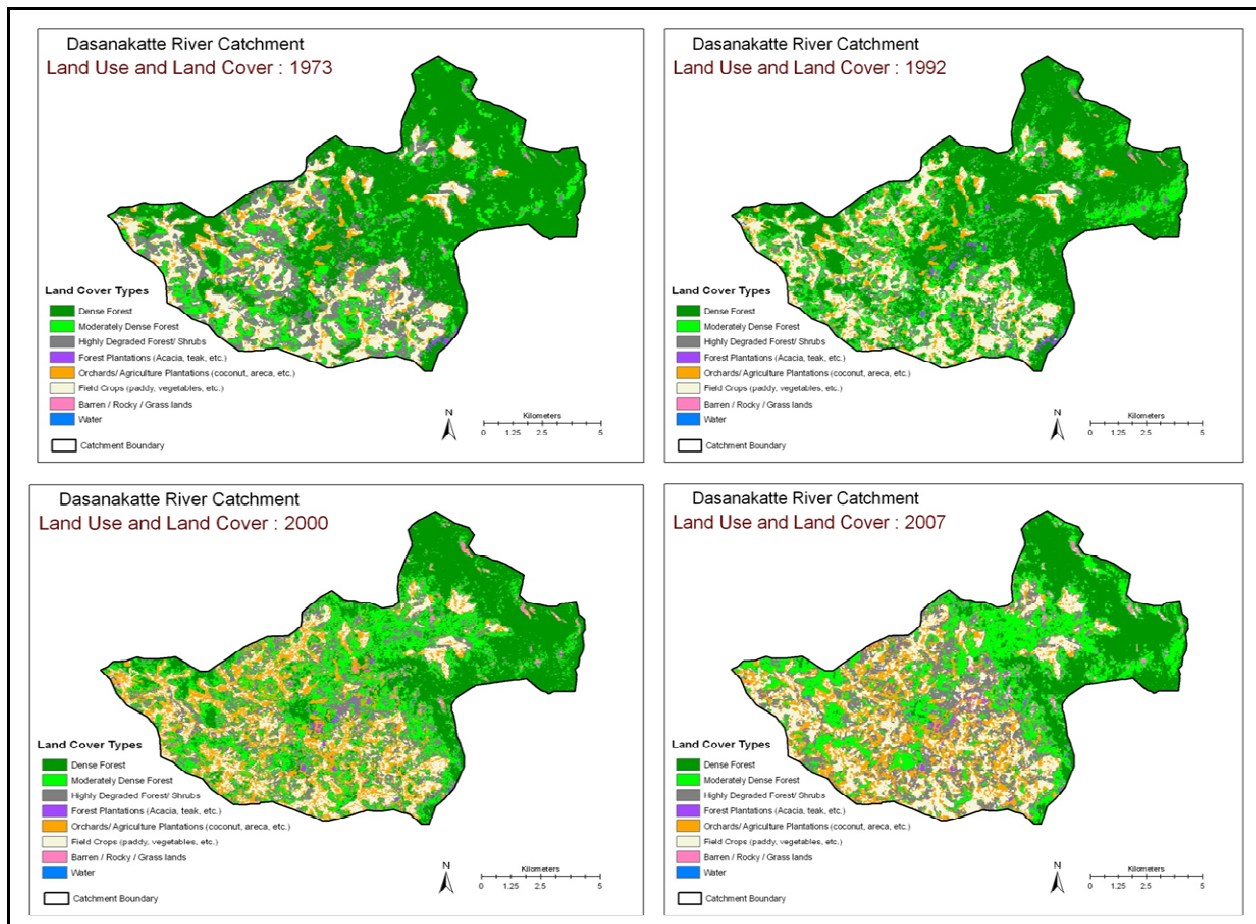 Dasanakatte River Catchment
Land Use and Land Cover : 1973
Land Cover Types
Dense Forest
Moderately Dense Forest
Highly Degraded Forest/ Shrubs
Forest Plantations (Acacia, teak, etc.)
Orchards/ Agriculture Plantations (coconut, areca, etc.)
Field Crops (paddy, vegetables, etc.)
Barren / Rocky / Grass lands
Water
Catchment Boundary
N
Kilometers
0 1.25 2.5 5
Dasanakatte River Catchment
Land Use and Land Cover : 1992
Land Cover Types
Dense Forest
Moderately Dense Forest
Highly Degraded Forest/ Shrubs
Forest Plantations (Acacia, teak, etc.)
Orchards/ Agriculture Plantations (coconut, areca, etc.)
Field Crops (paddy, vegetables, etc.)
Barren / Rocky / Grass lands
Water
Catchment Boundary
N
Kilometers
0 1.25 2.5 5
Dasanakatte River Catchment
Land Use and Land Cover : 2000
Land Cover Types
Dense Forest
Moderately Dense Forest
Highly Degraded Forest/ Shrubs
Forest Plantations (Acacia, teak, etc.)
Orchards/ Agriculture Plantations (coconut, areca, etc.)
Field Crops (paddy, vegetables, etc.)
Barren / Rocky / Grass lands
Water
Catchment Boundary
N
Kilometers
0 1.25 2.5 5
Dasanakatte River Catchment
Land Use and Land Cover : 2007
Land Cover Types
Dense Forest
Moderately Dense Forest
Highly Degraded Forest/ Shrubs
Forest Plantations (Acacia, teak, etc.)
Orchards/ Agriculture Plantations (coconut, areca, etc.)
Field Crops (paddy, vegetables, etc.)
Barren / Rocky / Grass lands
Water
Catchment Boundary
N
Kilometers
0 1.25 2.5 5